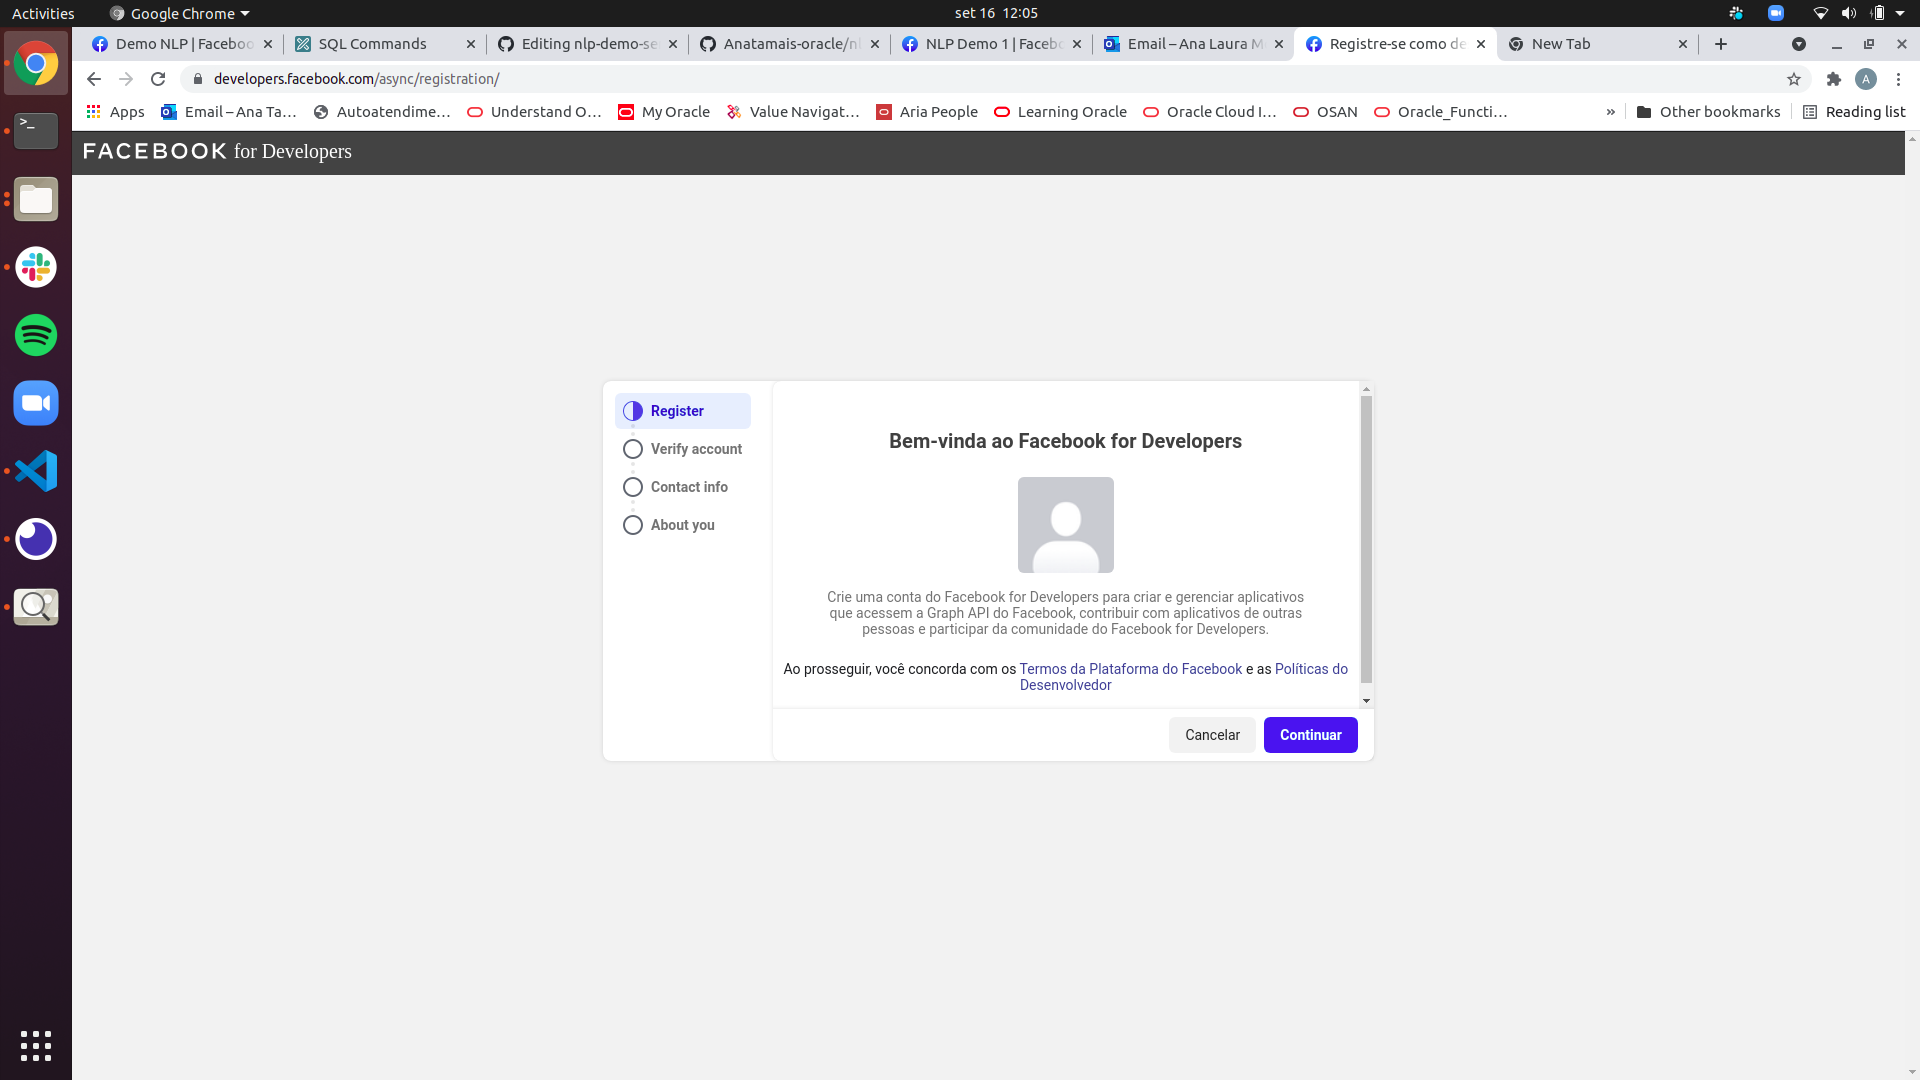 Activities
Google Chrome
set 16 12:05
Demo NLP | Faceboo
SQL Commands
Editing nlp-demo-se
Anatamais-oracle/nl
NLP Demo 1 | Facebo
Email – Ana Laura M
Registre-se como de
New Tab
developers.facebook.com/async/registration/
A
Apps
Email – Ana Ta…
Autoatendime…
Understand O…
My Oracle
Value Navigat…
Aria People
Learning Oracle
Oracle Cloud I…
OSAN
Oracle_Functi…
»
Other bookmarks
Reading list
FACEBOOK for Developers
Register
Verify account
Contact info
About you
Bem-vinda ao Facebook for Developers
Crie uma conta do Facebook for Developers para criar e gerenciar aplicativos
que acessem a Graph API do Facebook, contribuir com aplicativos de outras
pessoas e participar da comunidade do Facebook for Developers.
Ao prosseguir, você concorda com os Termos da Plataforma do Facebook e as Políticas do
Desenvolvedor
Cancelar
Continuar